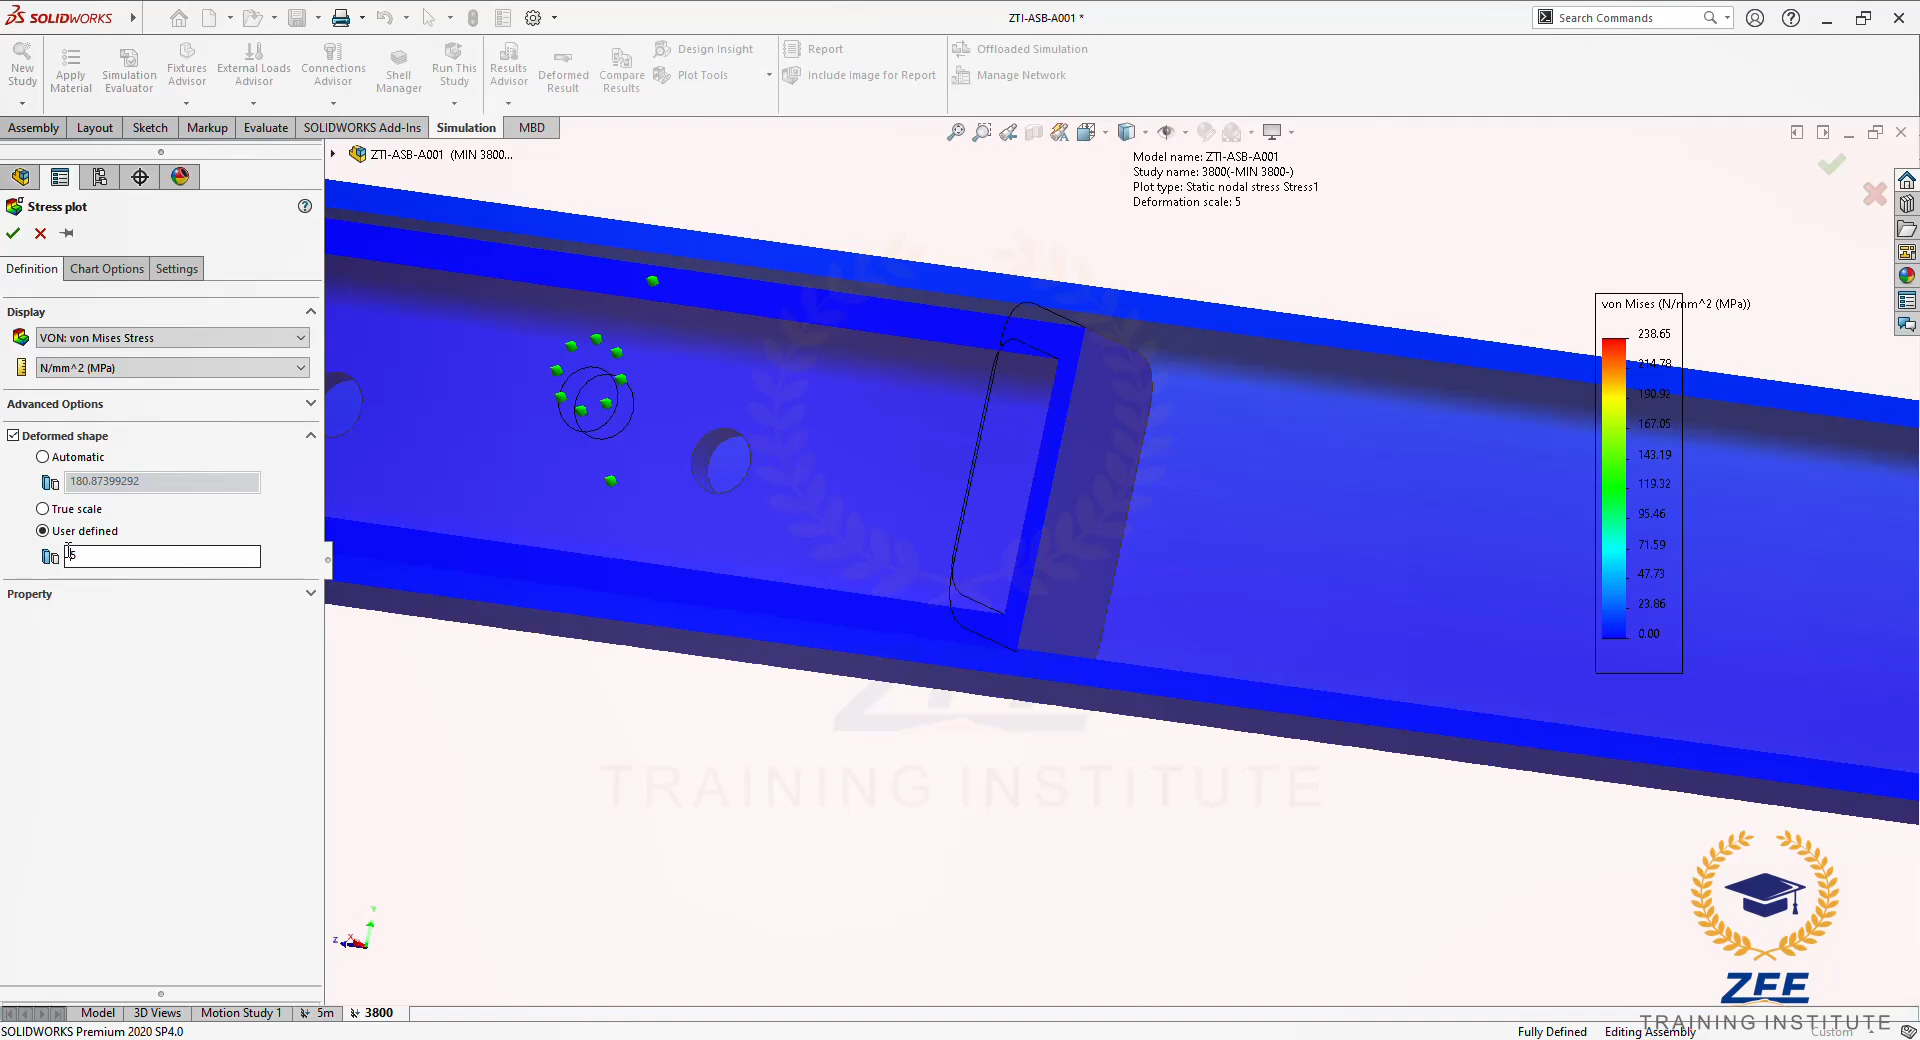 SOLIDWORKS
ZTI-ASB-A001 *
Search Commands
New Study
Apply Material
Simulation Evaluator
Fixtures Advisor
External Loads Advisor
Connections Advisor
Shell Manager
Run This Study
Results Advisor
Deformed Result
Compare Results
Design Insight
Plot Tools
Report
Include Image for Report
Offloaded Simulation
Manage Network
Assembly
Layout
Sketch
Markup
Evaluate
SOLIDWORKS Add-Ins
Simulation
MBD
ZTI-ASB-A001 (MIN 3800...
Model name: ZTI-ASB-A001
Study name: 3800(-MIN 3800-)
Plot type: Static nodal stress Stress1
Deformation scale: 5
Stress plot
Definition
Chart Options
Settings
Display
VON: von Mises Stress
N/mm^2 (MPa)
Advanced Options
Deformed shape
Automatic
180.87399292
True scale
User defined
5
Property
von Mises (N/mm^2 (MPa))
238.65
214.78
190.92
167.05
143.19
119.32
95.46
71.59
47.73
23.86
0.00
ZFE
TRAINING INSTITUTE
Y
X
Z
ZFE
TRAINING INSTITUTE
Model
3D Views
Motion Study 1
5m
3800
SOLIDWORKS Premium 2020 SP4.0
Fully Defined
Editing Assembly
Custom